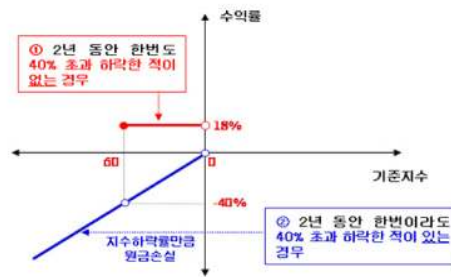 수익률
① 2년 동안 한번도
40% 초과 하락한 적이
없는 경우
18%
60
0
기준지수
-40%
지수하락률만큼
원금손실
② 2년 동안 한번이라도
40% 초과 하락한 적이 있는
경우